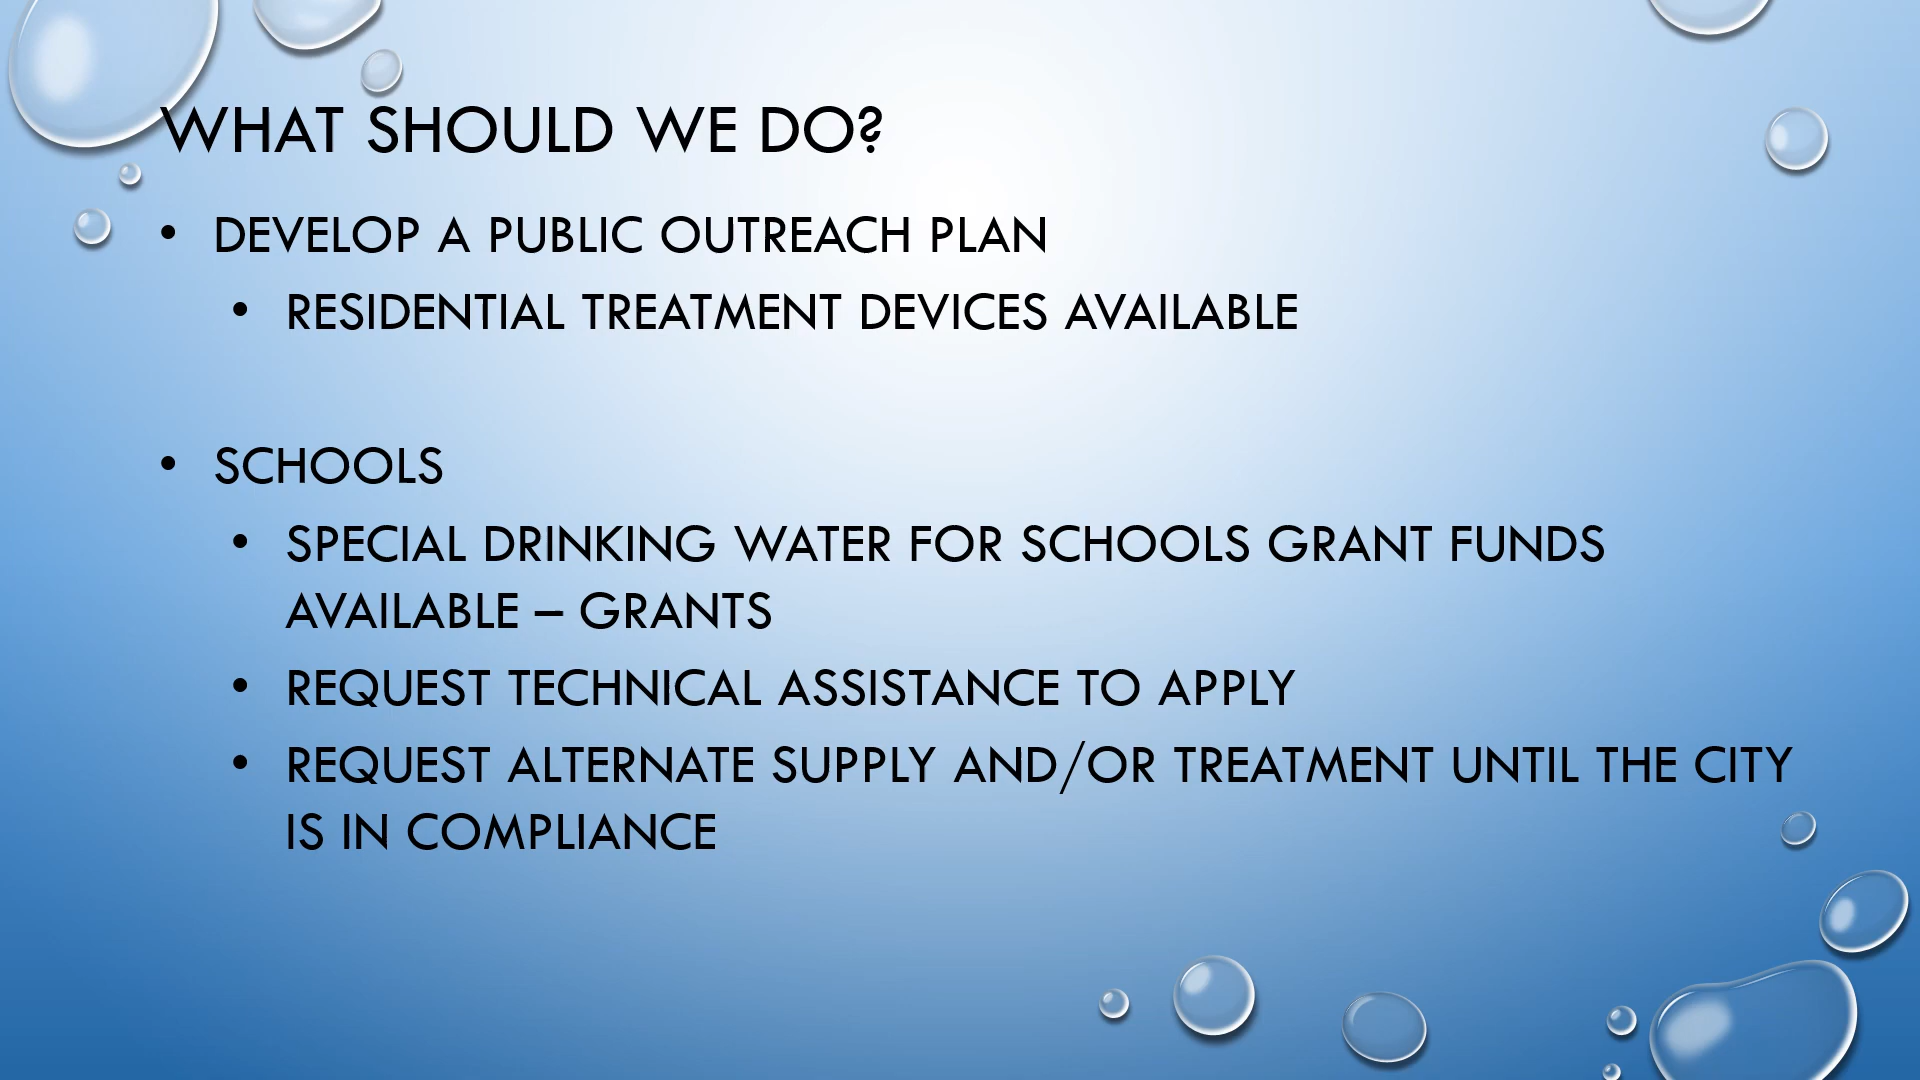 WHAT SHOULD WE DO?
• DEVELOP A PUBLIC OUTREACH PLAN
• RESIDENTIAL TREATMENT DEVICES AVAILABLE
• SCHOOLS
• SPECIAL DRINKING WATER FOR SCHOOLS GRANT FUNDS
AVAILABLE – GRANTS
• REQUEST TECHNICAL ASSISTANCE TO APPLY
• REQUEST ALTERNATE SUPPLY AND/OR TREATMENT UNTIL THE CITY
IS IN COMPLIANCE